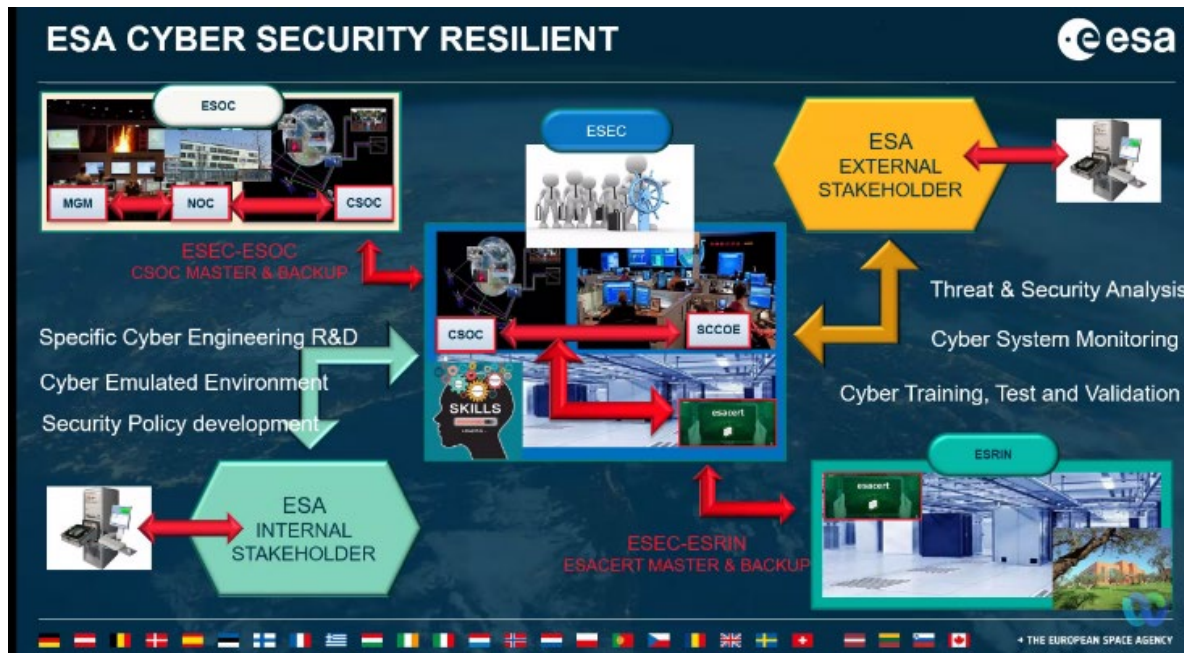 ESA CYBER SECURITY RESILIENT
esa
ESOC
MGM
NOC
CSOC
ESEC-ESOC
CSOC MASTER & BACKUP
ESEC
CSOC
SCCOE
SKILLS
esacert
ESA
EXTERNAL
STAKEHOLDER
Specific Cyber Engineering R&D
Cyber Emulated Environment
Security Policy development
Threat & Security Analysis
Cyber System Monitoring
Cyber Training, Test and Validation
ESA
INTERNAL
STAKEHOLDER
ESEC-ESRIN
ESACERT MASTER & BACKUP
ESRIN
esacert
→ THE EUROPEAN SPACE AGENCY